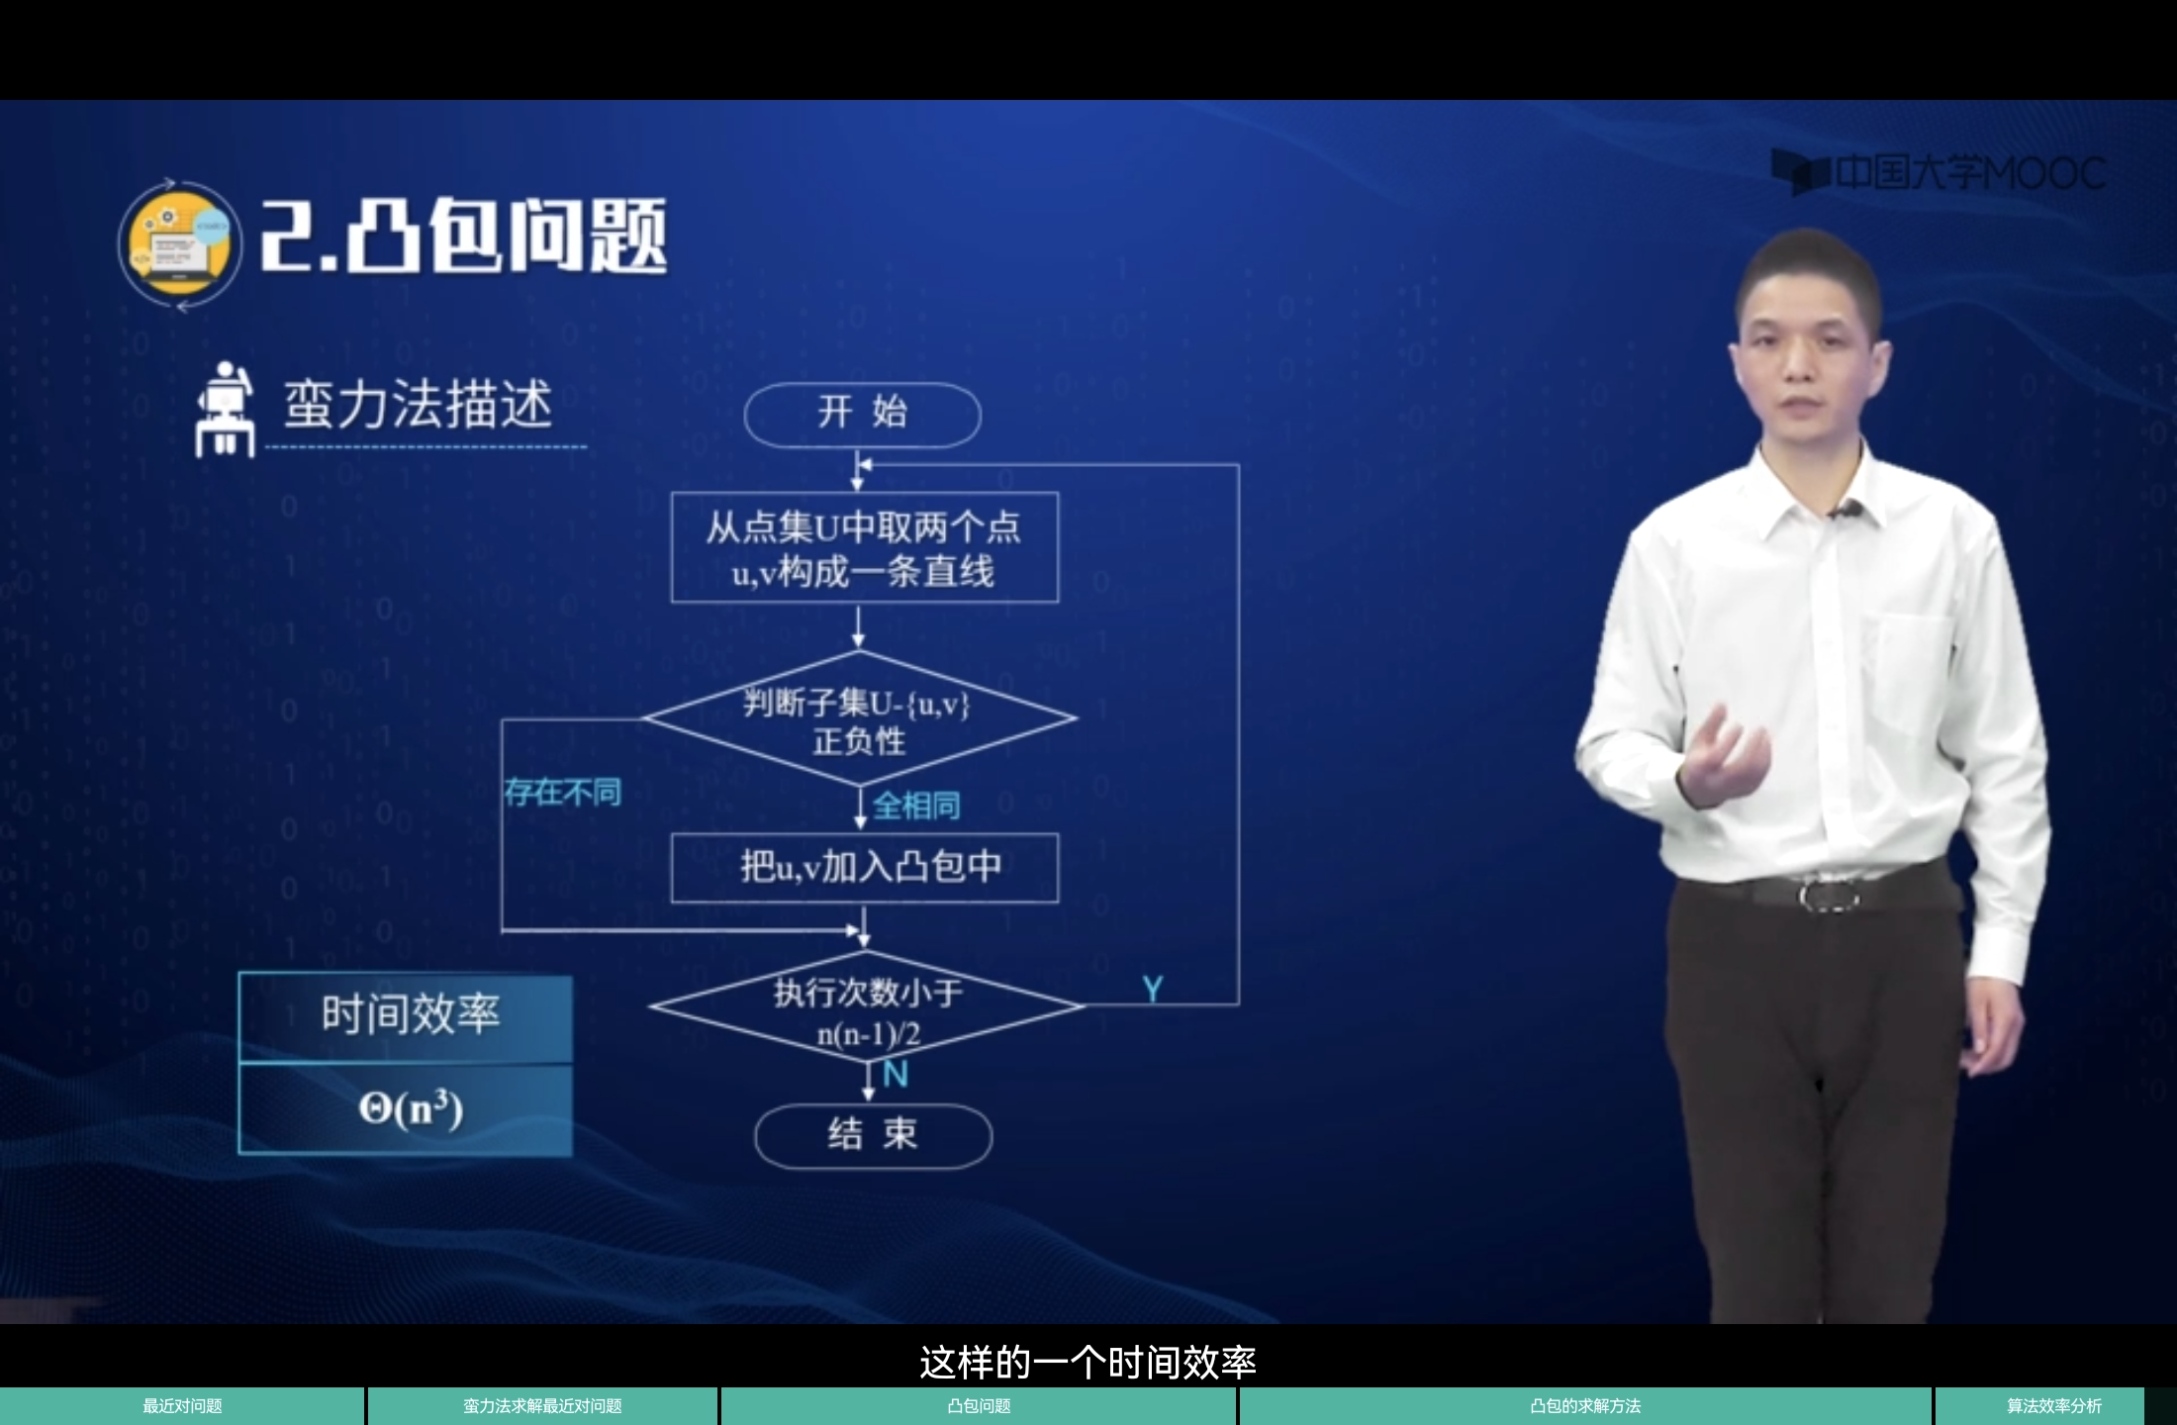 中国大学MOOC
2.凸包问题
蛮力法描述
开 始
从点集U中取两个点
u,v构成一条直线
判断子集U-{u,v}
正负性
存在不同
全相同
把u,v加入凸包中
执行次数小于
n(n-1)/2
Y
N
结 束
时间效率
Θ(n³)
这样的一个时间效率
最近对问题
蛮力法求解最近对问题
凸包问题
凸包的求解方法
算法效率分析